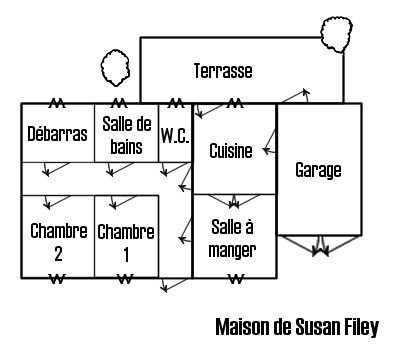 Terrasse
Débarras
Salle de
bains
W.C.
Cuisine
Garage
Chambre
2
Chambre
1
Salle à
manger
Maison de Susan Filey